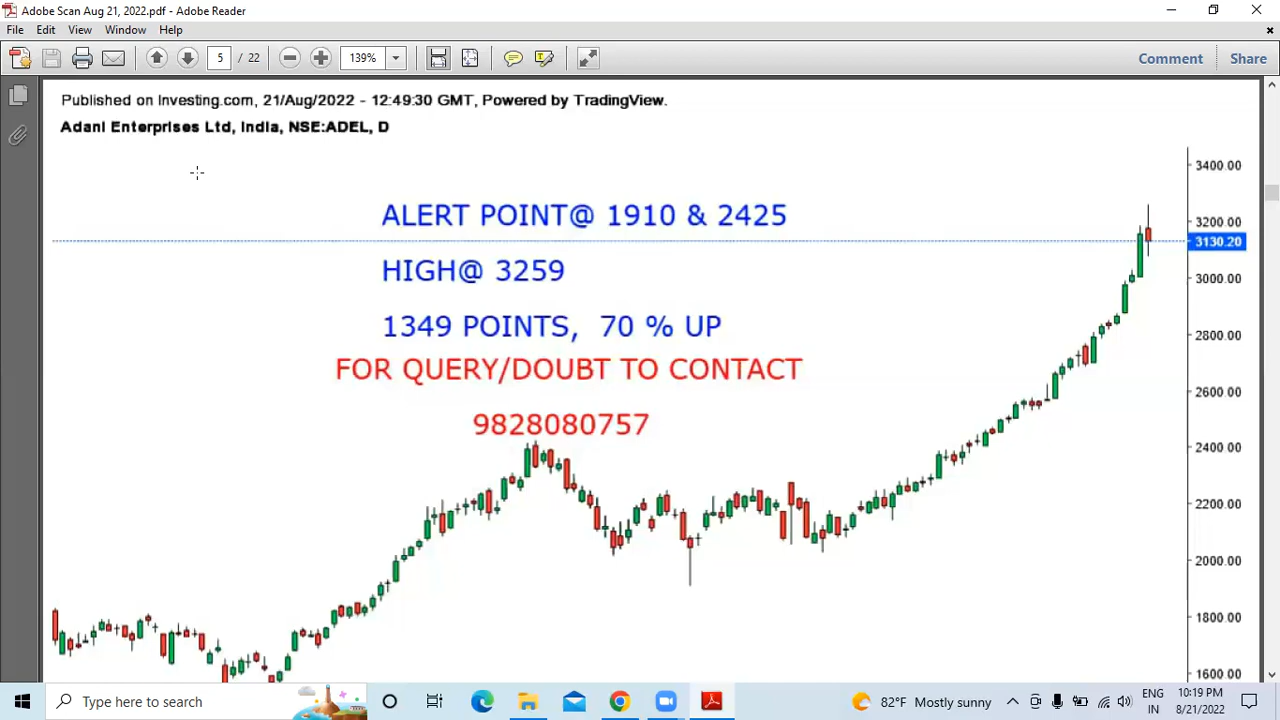 Adobe Scan Aug 21, 2022.pdf - Adobe Reader
File Edit View Window Help
5 / 22 139% Comment Share
Published on Investing.com, 21/Aug/2022 - 12:49:30 GMT, Powered by TradingView.
Adani Enterprises Ltd, India, NSE:ADEL, D
3400.00
ALERT POINT@ 1910 & 2425
3200.00
3130.20
HIGH@ 3259
3000.00
1349 POINTS, 70 % UP
2800.00
FOR QUERY/DOUBT TO CONTACT
2600.00
9828080757
2400.00
2200.00
2000.00
1800.00
1600.00
Type here to search
82°F Mostly sunny
ENG
IN
10:19 PM
8/21/2022